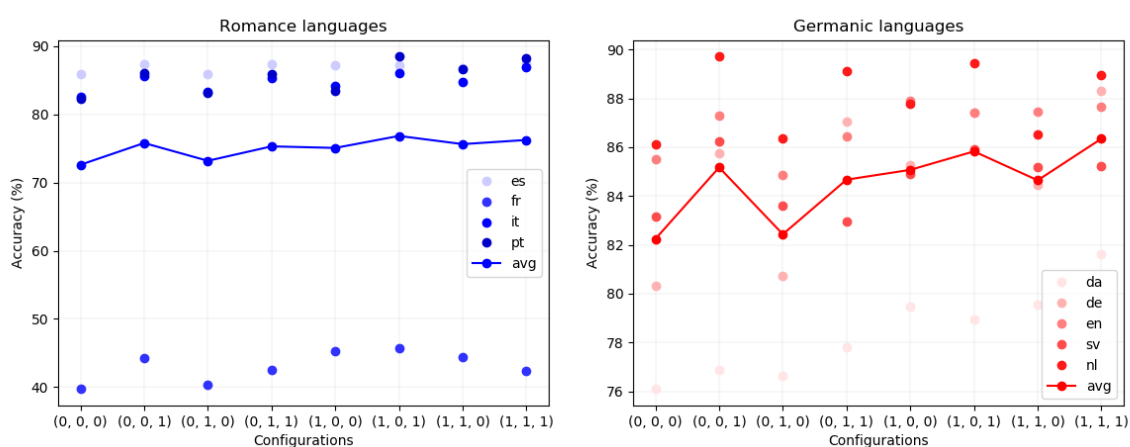 Romance languages
Accuracy (%)
90
80
70
60
50
40
es
fr
it
pt
avg
(0, 0, 0) (0, 0, 1) (0, 1, 0) (0, 1, 1) (1, 0, 0) (1, 0, 1) (1, 1, 0) (1, 1, 1)
Configurations
Germanic languages
Accuracy (%)
90
88
86
84
82
80
78
76
da
de
en
sv
nl
avg
(0, 0, 0) (0, 0, 1) (0, 1, 0) (0, 1, 1) (1, 0, 0) (1, 0, 1) (1, 1, 0) (1, 1, 1)
Configurations